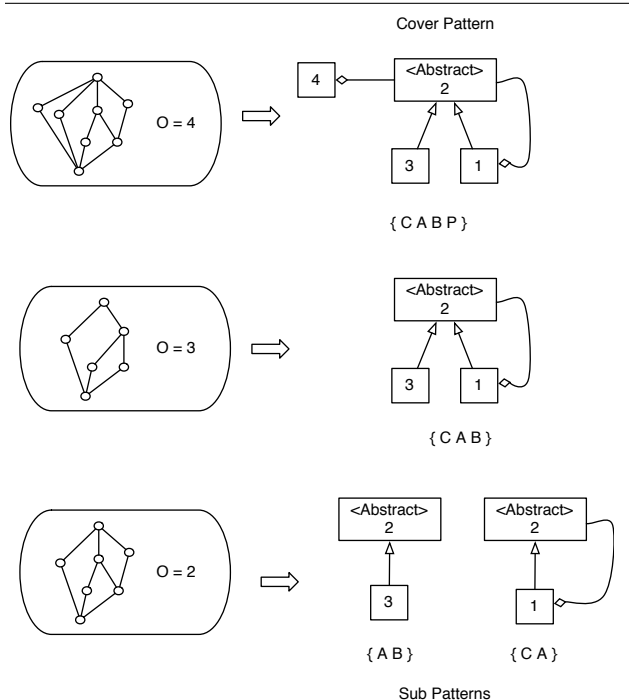 Cover Pattern
O = 4
4
<Abstract>
2
3
1
{ C A B P }
O = 3
<Abstract>
2
3
1
{ C A B }
O = 2
<Abstract>
2
<Abstract>
2
3
1
{ A B }
{ C A }
Sub Patterns